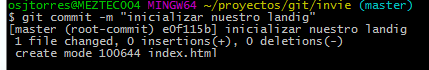 osjtorres@MEZTECO4 MINGW64 ~/proyectos/git/invie (master)
$ git commit -m "inicializar nuestro landig"
[master (root-commit) e0f115b] inicializar nuestro landig
1 file changed, 0 insertions(+), 0 deletions(-)
create mode 100644 index.html